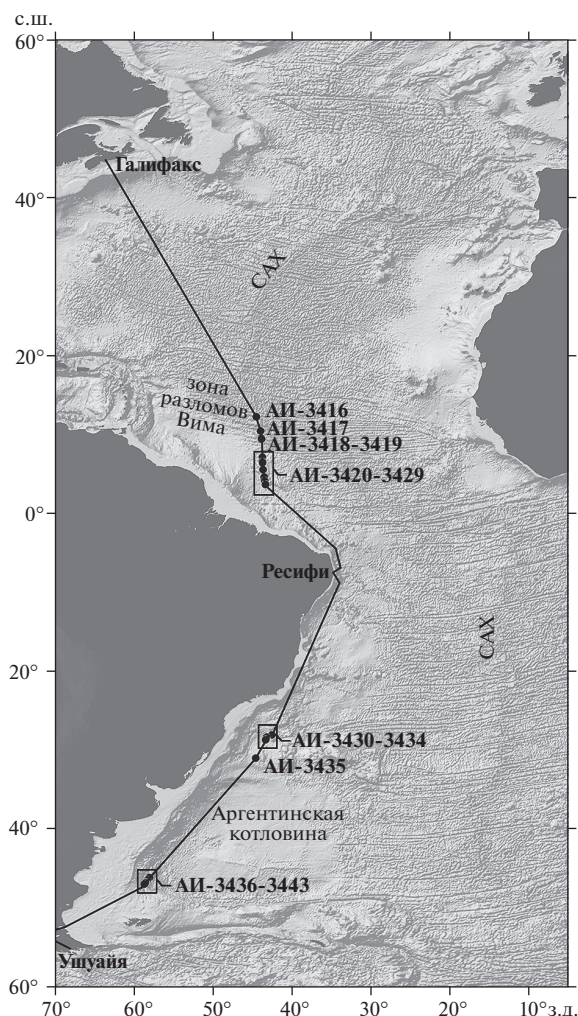 с.ш.
60°
Галифакс
40°
САХ
20°
зона
разломов
Вима
АИ-3416
АИ-3417
АИ-3418-3419
АИ-3420-3429
0°
Ресифи
САХ
20°
АИ-3430-3434
АИ-3435
Аргентинская
котловина
40°
АИ-3436-3443
Ушуайя
60°
70° 60° 50° 40° 30° 20° 10° з.д.